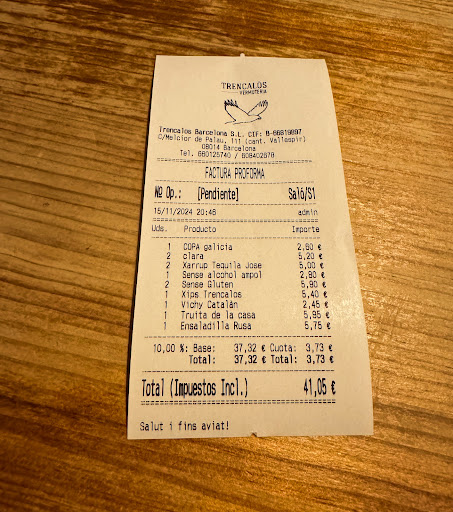 TRENCALÓS
VERMUTERIA
Trencalos Barcelona S.L. CIF: B-66619897
C/Melcior de Palau, 111 (cant. Vallespir)
08014 Barcelona
Tel. 660125740 / 608402678
FACTURA PROFORMA
Nº Op.: [Pendiente] Saló/S1
15/11/2024 20:46 admin
Uds. Producto Importe
1 COPA galicia 2,60 €
2 clara 5,20 €
2 Xarrup Tequila Jose 5,00 €
1 Sense alcohol ampol 2,80 €
2 Sense Gluten 5,90 €
1 Xips Trencalos 5,40 €
1 Vichy Catalán 2,45 €
1 Truita de la casa 5,95 €
1 Ensaladilla Rusa 5,75 €
10,00 %: Base: 37,32 € Cuota: 3,73 €
Total: 37,32 € Total: 3,73 €
Total (Impuestos Incl.) 41,05 €
Salut i fins aviat!